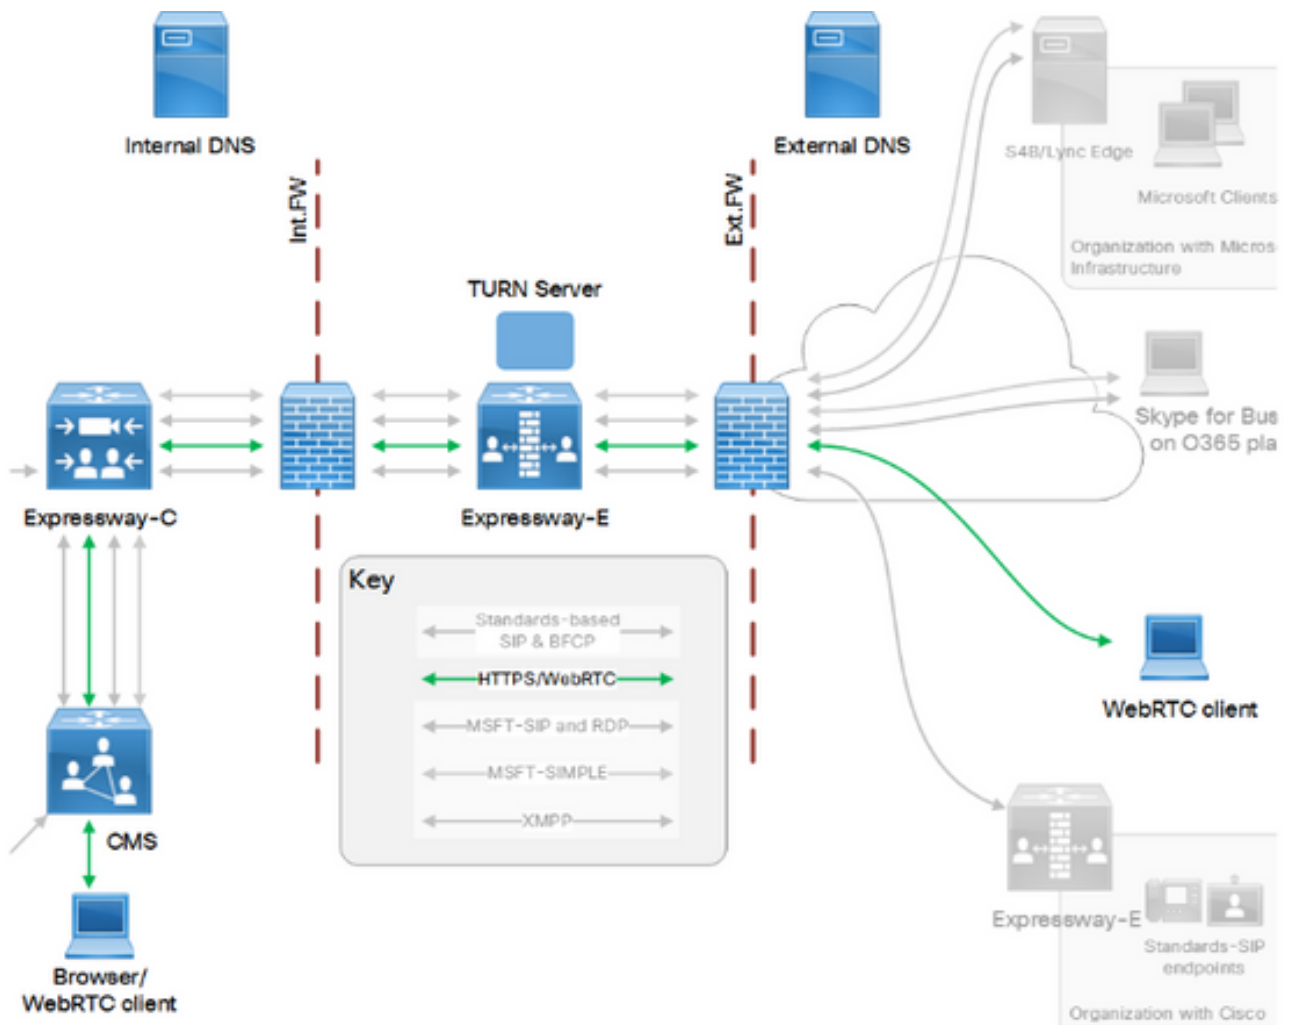 Internal DNS
External DNS
S4B/Lync Edge
Microsoft Clients
Organization with Micros
Infrastructure
Int.FW
Ext.FW
TURN Server
Skype for Bus
on O365 pla
Expressway-C
Expressway-E
Key
Standards-based
SIP & BFCP
HTTPS/WebRTC
MSFT-SIP and RDP
MSFT-SIMPLE
XMPP
WebRTC client
CMS
Expressway-E
Standards-SIP
endpoints
Browser/
WebRTC client
Organization with Cisco